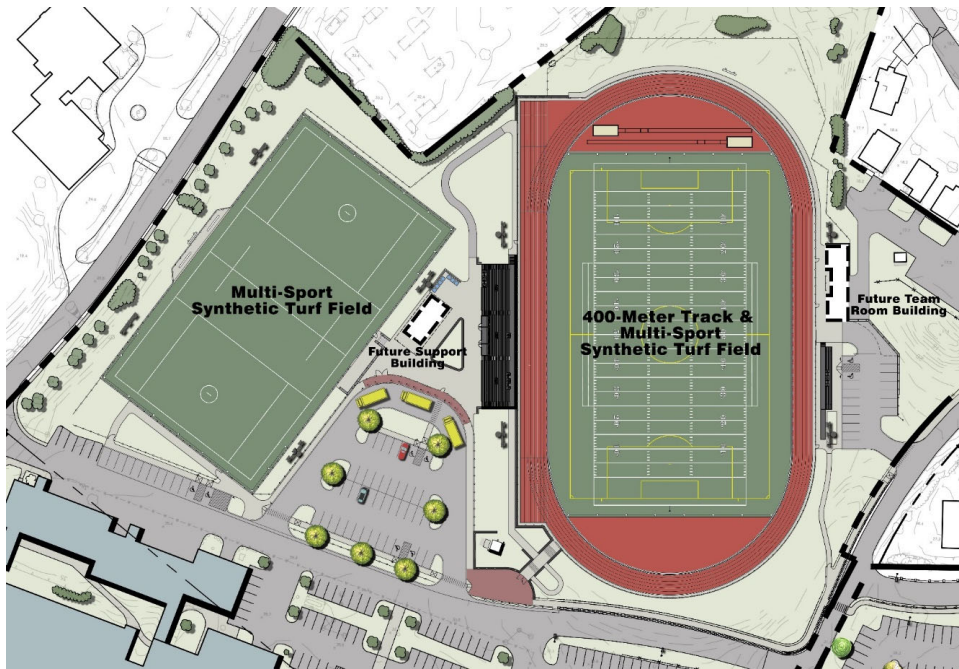 Multi-Sport
Synthetic Turf Field
Future Support
Building
400-Meter Track &
Multi-Sport
Synthetic Turf Field
Future Team
Room Building